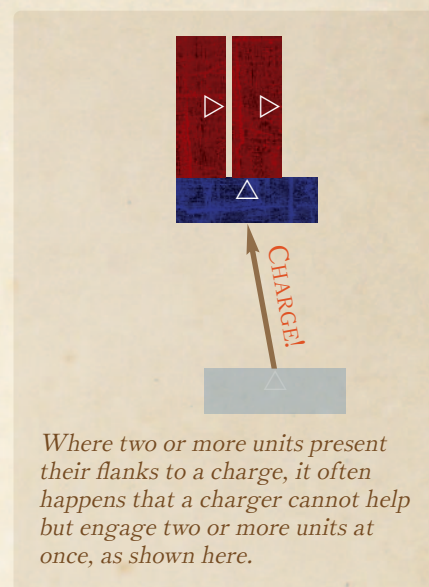 CHARGE!
Where two or more units present
their flanks to a charge, it often
happens that a charger cannot help
but engage two or more units at
once, as shown here.